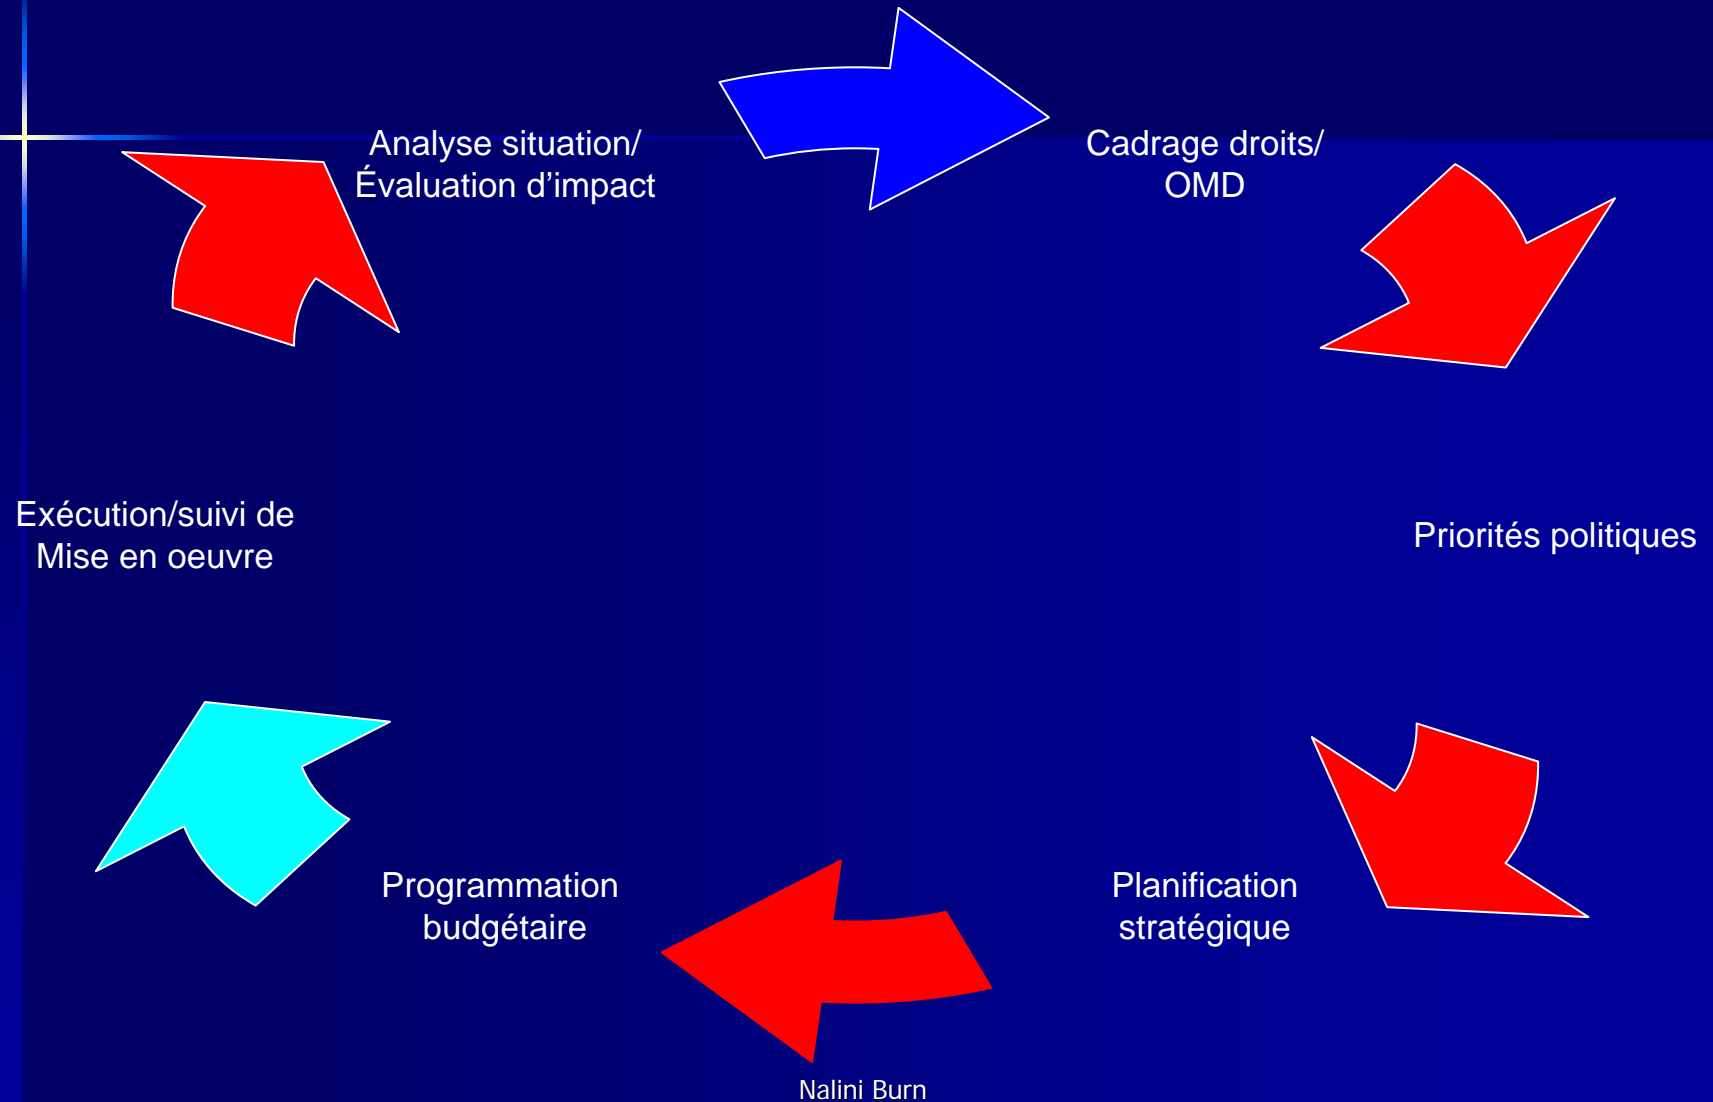 Analyse situation/
Évaluation d’impact
Cadrage droits/
OMD
Priorités politiques
Planification
stratégique
Programmation
budgétaire
Exécution/suivi de
Mise en oeuvre
Nalini Burn